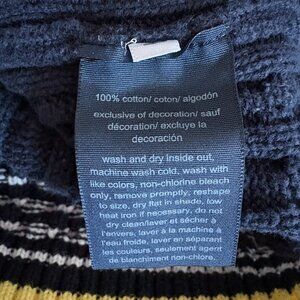 100% cotton/ coton/ algodón
exclusive of decoration/ sauf
décoration/ excluye la
decoración
wash and dry inside out,
machine wash cold, wash with
like colors, non-chlorine bleach
only, remove promptly, reshape
to size, dry flat in shade, low
heat iron if necessary, do not
dry clean/laver et sécher à
l'envers, laver à la machine à
l'eau froide, laver en séparant
les couleurs, seulement agent
de blanchiment non-chlore.